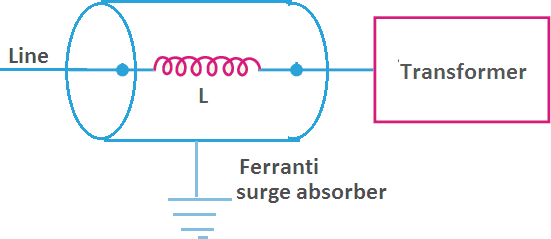 Line
L
Transformer
Ferranti
surge absorber